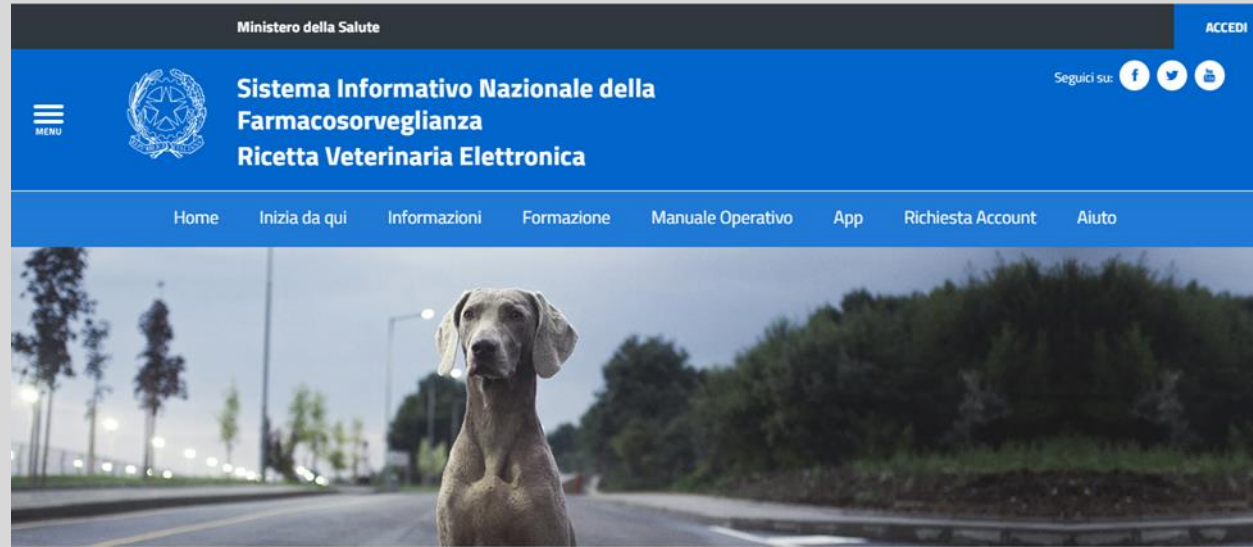 Ministero della Salute
ACCEDI
Seguici su:
MENU
Sistema Informativo Nazionale della
Farmacosorveglianza
Ricetta Veterinaria Elettronica
Home Inizia da qui Informazioni Formazione Manuale Operativo App Richiesta Account Aiuto